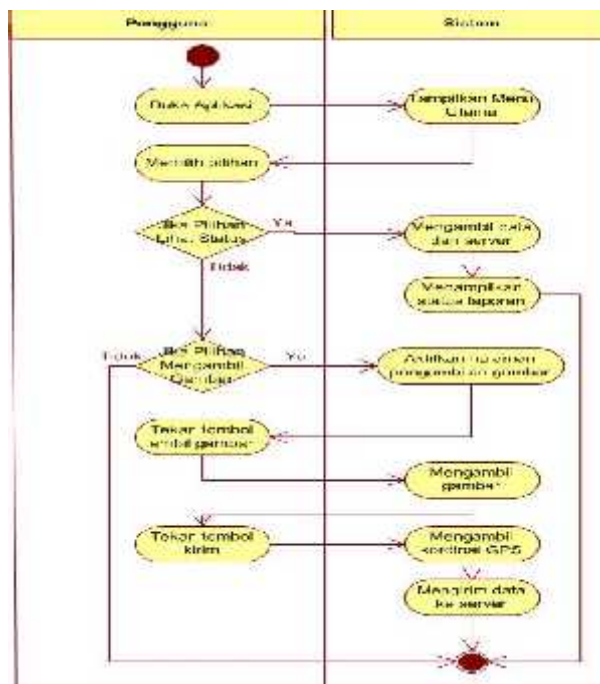 Pengguna
Sistem
Buka Aplikasi
Tampilkan Menu
Utama
Memilih pilihan
Jika Pilihan
Lihat Status
Ya
Mengambil data
dari server
Tidak
Menampilkan
status laporan
Tidak
Jika Pilihan
Mengambil
Gambar
Ya
Aktifkan
pengambilan gambar
Tekan tombol
ambil gambar
Mengambil
gambar
Tekan tombol
kirim
Mengambil
kordinat GPS
Mengirim data
ke server